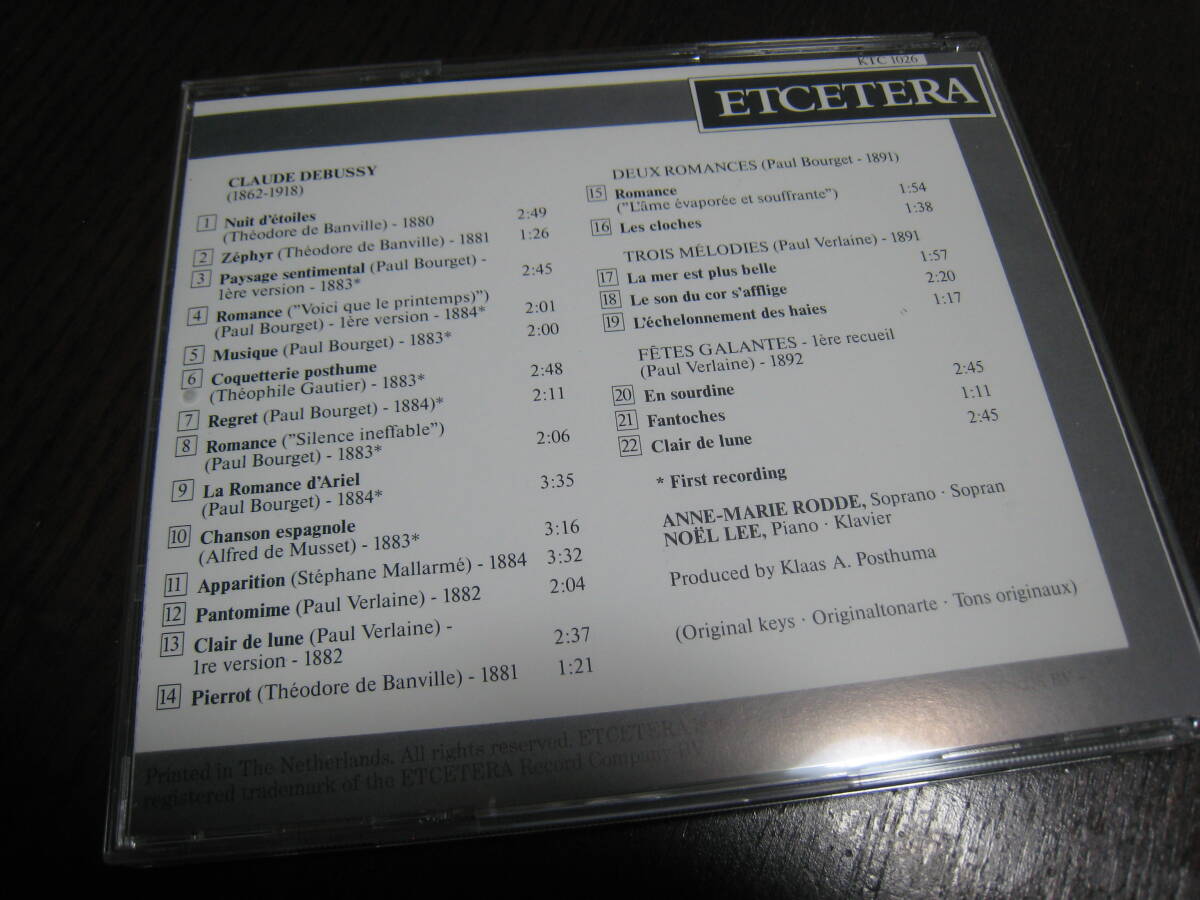 KTC 1026
ETCETERA
CLAUDE DEBUSSY
(1862-1918)
1 Nuit d'étoiles
(Théodore de Banville) - 1880 2:49
2 Zéphyr (Théodore de Banville) - 1881 1:26
3 Paysage sentimental (Paul Bourget) -
1ère version - 1883* 2:45
4 Romance ("Voici que le printemps)")
(Paul Bourget) - 1ère version - 1884* 2:01
5 Musique (Paul Bourget) - 1883* 2:00
6 Coquetterie posthume
(Théophile Gautier) - 1883* 2:48
7 Regret (Paul Bourget) - 1884)* 2:11
8 Romance ("Silence ineffable")
(Paul Bourget) - 1883* 2:06
9 La Romance d'Ariel
(Paul Bourget) - 1884* 3:35
10 Chanson espagnole
(Alfred de Musset) - 1883* 3:16
11 Apparition (Stéphane Mallarmé) - 1884 3:32
12 Pantomime (Paul Verlaine) - 1882 2:04
13 Clair de lune (Paul Verlaine) -
1re version - 1882 2:37
14 Pierrot (Théodore de Banville) - 1881 1:21
DEUX ROMANCES (Paul Bourget - 1891)
15 Romance
("L'âme évaporée et souffrante") 1:54
16 Les cloches 1:38
TROIS MÉLODIES (Paul Verlaine) - 1891
17 La mer est plus belle 1:57
18 Le son du cor s'afflige 2:20
19 L'échelonnement des haies 1:17
FÊTES GALANTES - 1ère recueil
(Paul Verlaine) - 1892
20 En sourdine 2:45
21 Fantoches 1:11
22 Clair de lune 2:45
* First recording
ANNE-MARIE RODDE, Soprano · Sopran
NOËL LEE, Piano · Klavier
Produced by Klaas A. Posthuma
(Original keys · Originaltonarte · Tons originaux)
Printed in The Netherlands. All rights reserved. ETCETERA
registered trademark of the ETCETERA Record Company BV